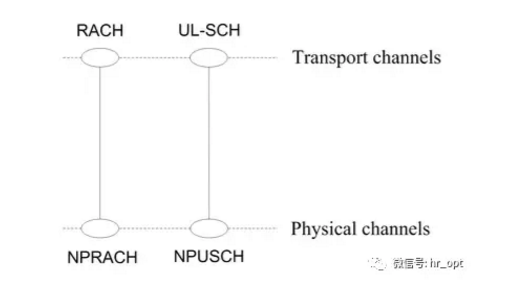 RACH UL-SCH
Transport channels
Physical channels
NPRACH NPUSCH
微信号: hr_opt